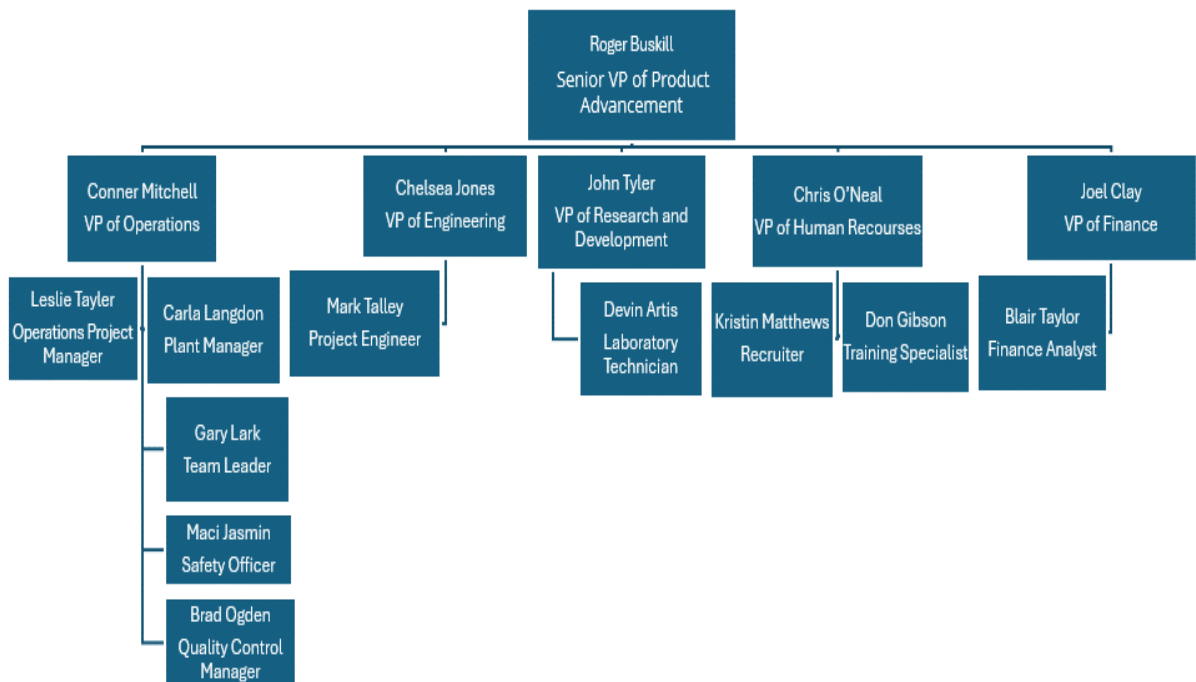 Roger Buskill
Senior VP of Product
Advancement
Conner Mitchell
VP of Operations
Chelsea Jones
VP of Engineering
John Tyler
VP of Research and
Development
Chris O’Neal
VP of Human Recourses
Joel Clay
VP of Finance
Leslie Tayler
Operations Project
Manager
Carla Langdon
Plant Manager
Mark Talley
Project Engineer
Devin Artis
Laboratory
Technician
Kristin Matthews
Recruiter
Don Gibson
Training Specialist
Blair Taylor
Finance Analyst
Gary Lark
Team Leader
Maci Jasmin
Safety Officer
Brad Ogden
Quality Control
Manager